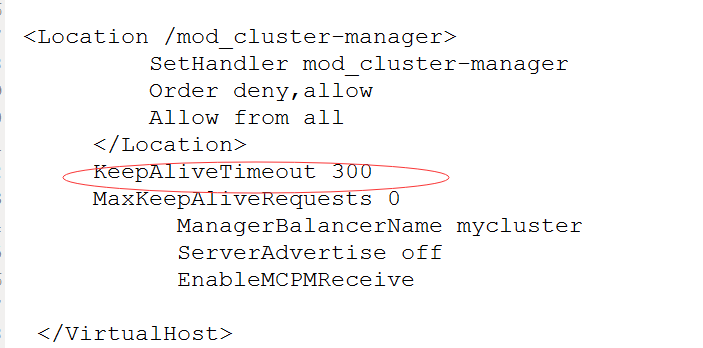 <Location /mod_cluster-manager>
SetHandler mod_cluster-manager
Order deny,allow
Allow from all
</Location>
KeepAliveTimeout 300
MaxKeepAliveRequests 0
ManagerBalancerName mycluster
ServerAdvertise off
EnableMCPMReceive
</VirtualHost>